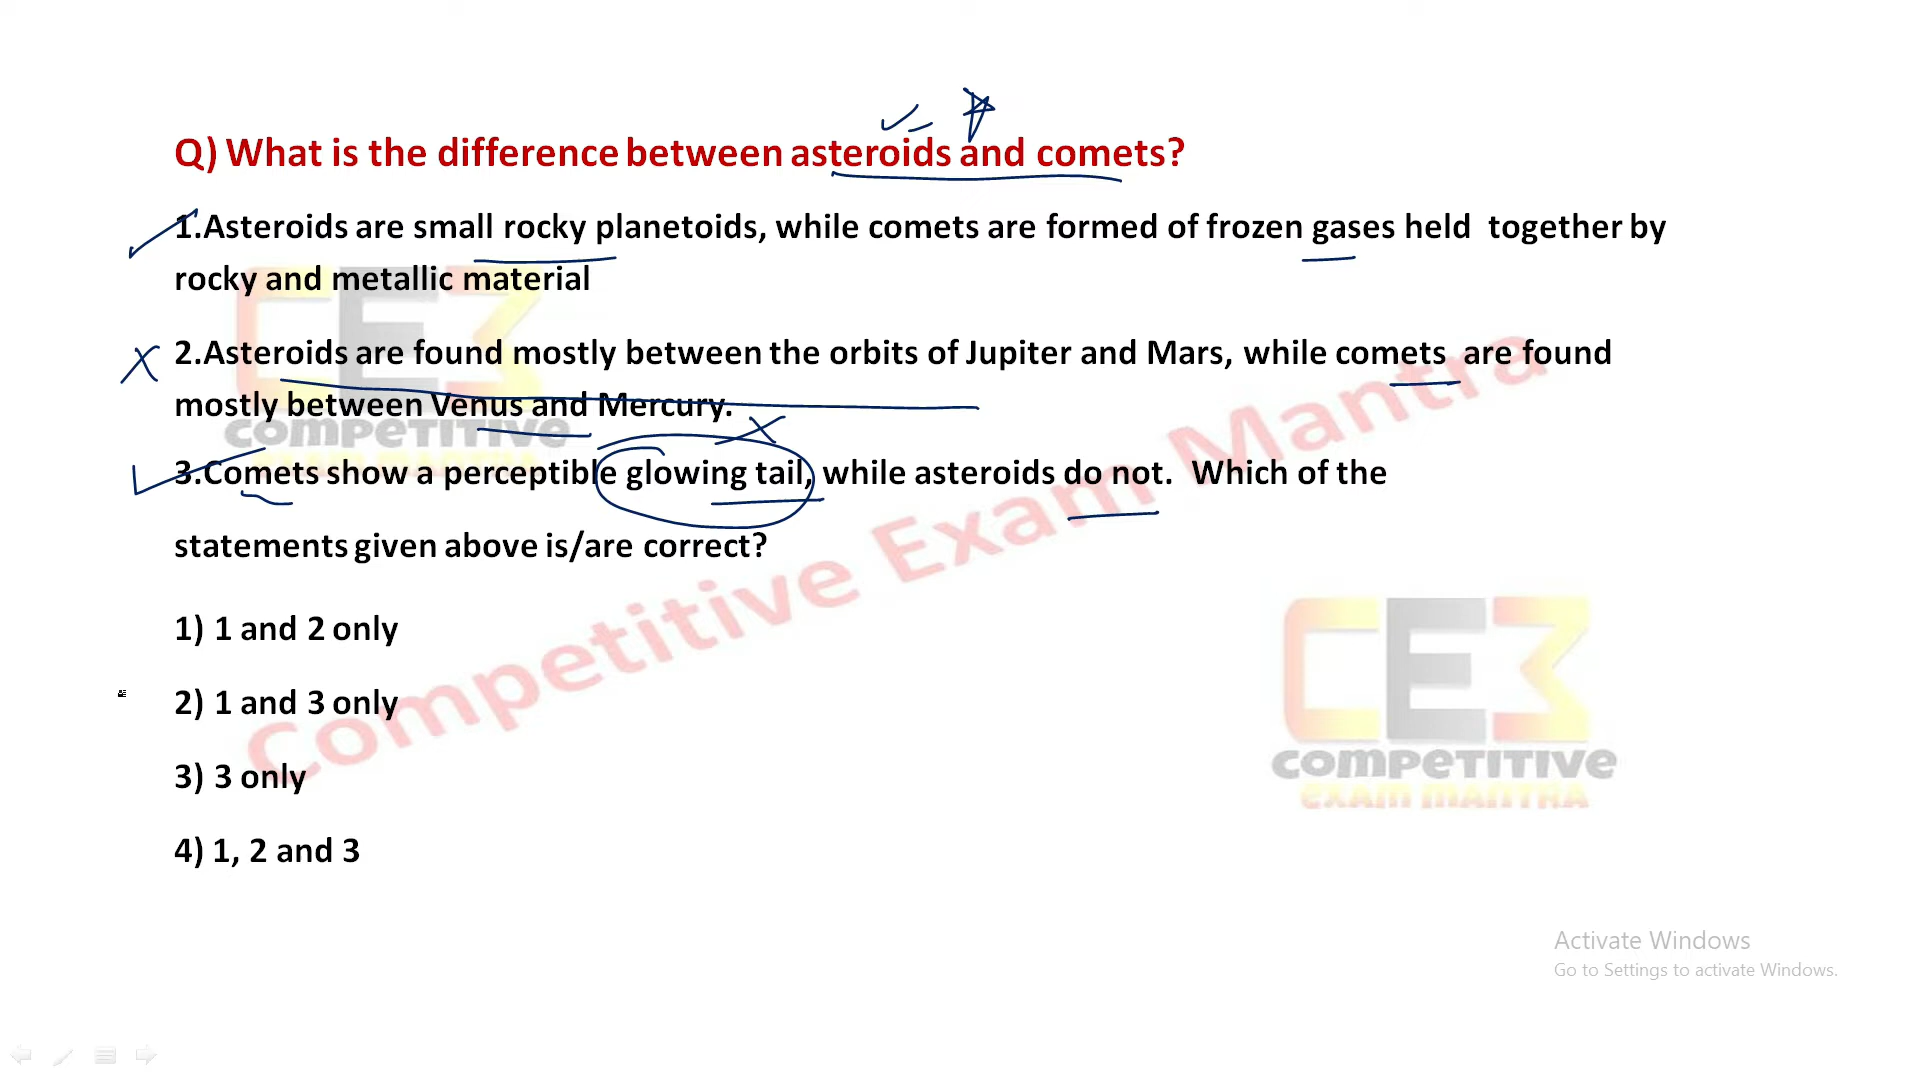 Q) What is the difference between asteroids and comets?
1.Asteroids are small rocky planetoids, while comets are formed of frozen gases held together by
rocky and metallic material
2.Asteroids are found mostly between the orbits of Jupiter and Mars, while comets are found
mostly between Venus and Mercury.
3.Comets show a perceptible glowing tail, while asteroids do not. Which of the
statements given above is/are correct?
1) 1 and 2 only
2) 1 and 3 only
3) 3 only
4) 1, 2 and 3
Competitive Exam Mantra
CE3
COMPETITIVE
EXAM MANTRA
CEM
COMPETITIVE
EXAM MANTRA
Activate Windows
Go to Settings to activate Windows.